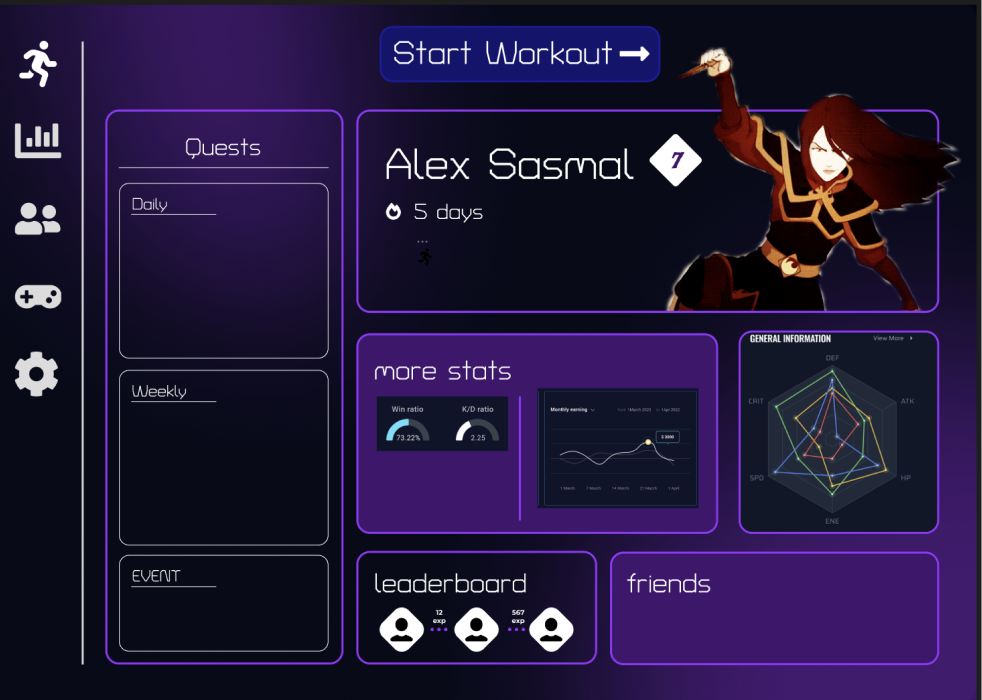 Start Workout
Quests
Daily
Weekly
EVENT
Alex Sasmal 7
5 days
more stats
Win ratio K/D ratio
73.22% 2.25
Monthly earning
1 March 7 March 14 March 21 March 1 April
GENERAL INFORMATION View More
DEF
CRIT ATK
SPD HP
ENE
leaderboard
12 exp
567 exp
friends